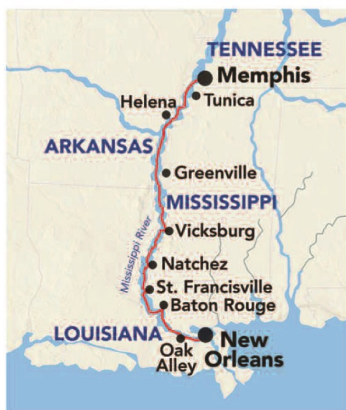 TENNESSEE
Memphis
Tunica
Helena
ARKANSAS
Greenville
MISSISSIPPI
Mississippi River
Vicksburg
Natchez
St. Francisville
Baton Rouge
LOUISIANA
Oak
Alley
New
Orleans